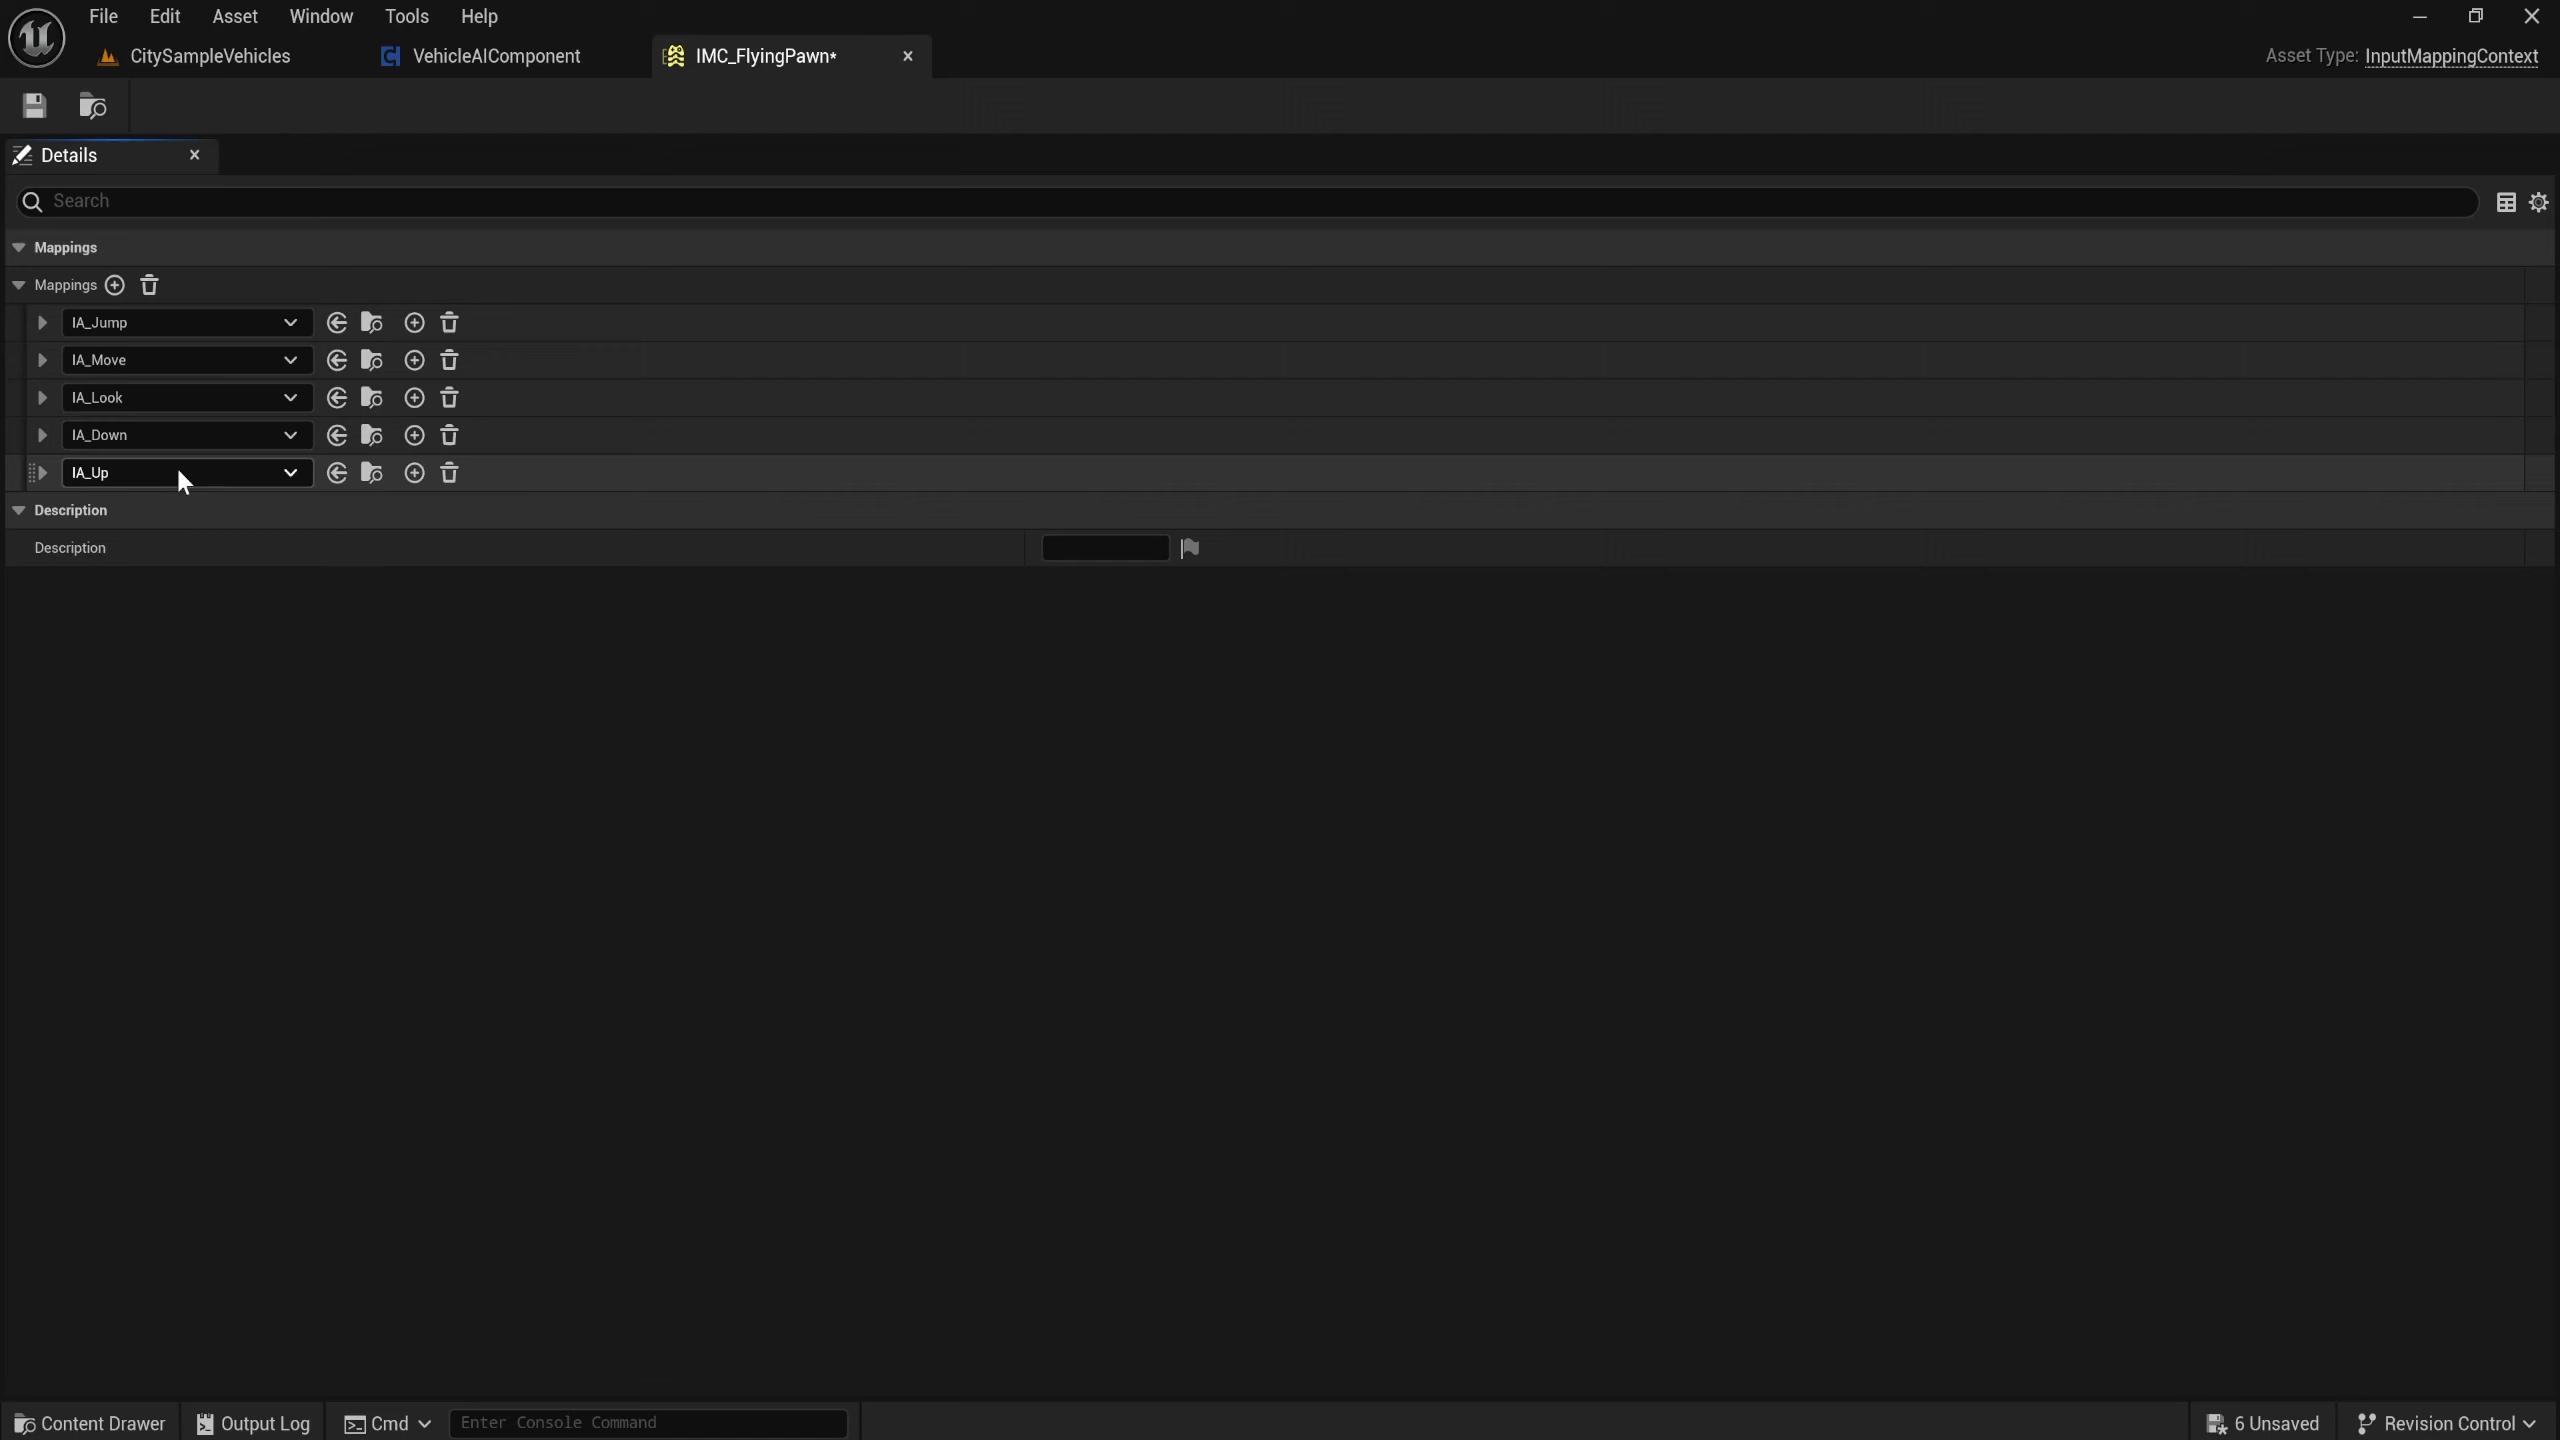 File Edit Asset Window Tools Help
CitySampleVehicles VehicleAIComponent IMC_FlyingPawn* Asset Type: InputMappingContext
Details
Search
Mappings
Mappings
IA_Jump
IA_Move
IA_Look
IA_Down
IA_Up
Description
Description
Content Drawer Output Log Cmd Enter Console Command 6 Unsaved Revision Control